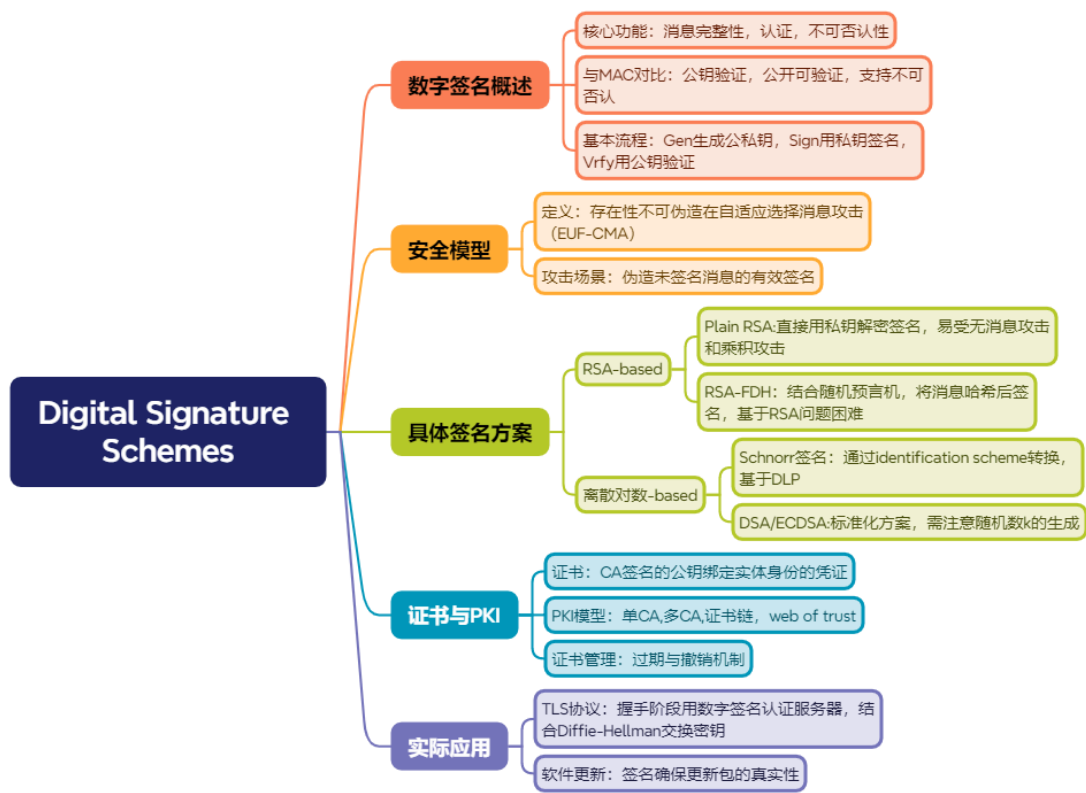 Digital Signature
Schemes
数字签名概述
核心功能：消息完整性，认证，不可否认性
与MAC对比：公钥验证，公开可验证，支持不可
否认
基本流程：Gen生成公私钥，Sign用私钥签名，
Vrfy用公钥验证
安全模型
定义：存在性不可伪造在自适应选择消息攻击
（EUF-CMA）
攻击场景：伪造未签名消息的有效签名
具体签名方案
RSA-based
Plain RSA:直接用私钥解密签名，易受无消息攻击
和乘积攻击
RSA-FDH：结合随机预言机，将消息哈希后签
名，基于RSA问题困难
离散对数-based
Schnorr签名：通过identification scheme转换，
基于DLP
DSA/ECDSA:标准化方案，需注意随机数k的生成
证书与PKI
证书：CA签名的公钥绑定实体身份的凭证
PKI模型：单CA,多CA,证书链，web of trust
证书管理：过期与撤销机制
实际应用
TLS协议：握手阶段用数字签名认证服务器，结
合Diffie-Hellman交换密钥
软件更新：签名确保更新包的真实性